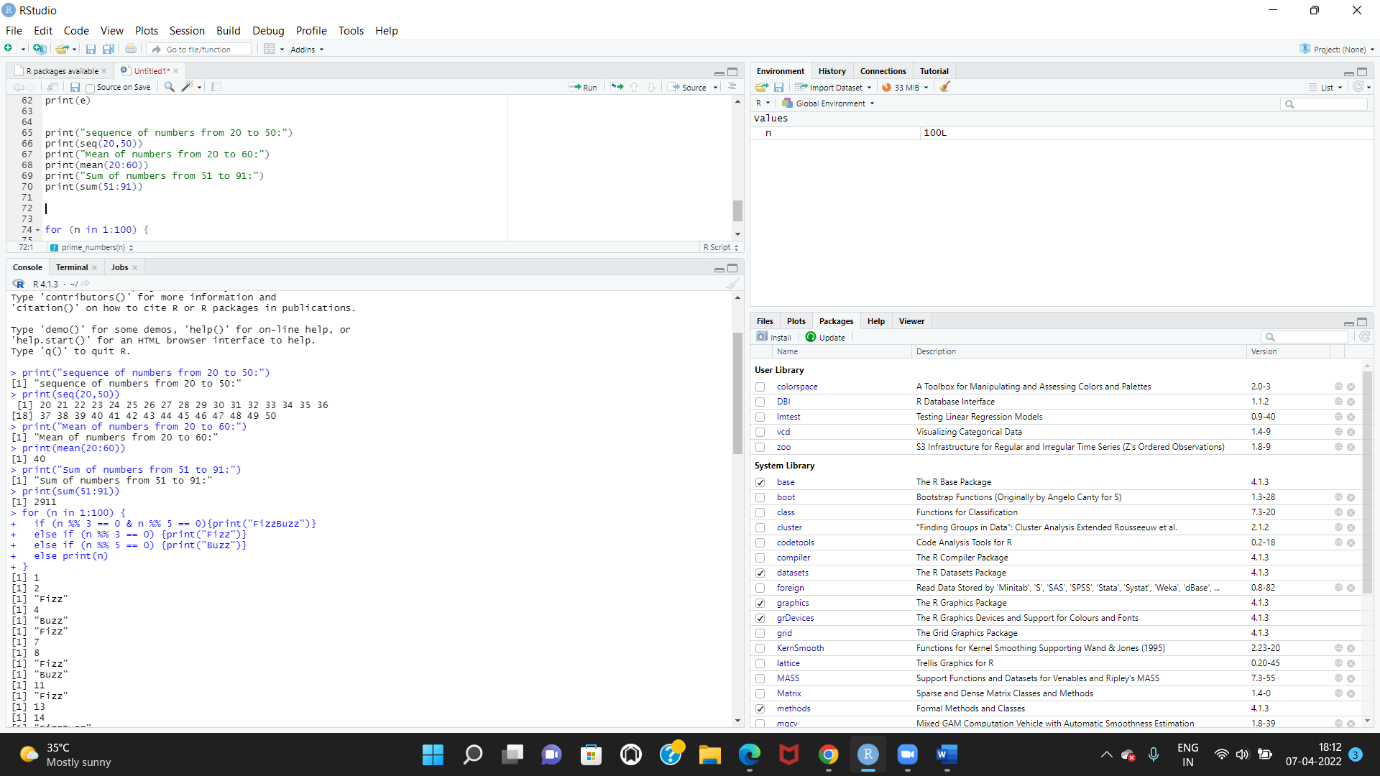 RStudio
File Edit Code View Plots Session Build Debug Profile Tools Help
Go to file/function Addins Project: (None)
R packages available Untitled1*
Source on Save Run Source
62 print(e)
63
64
65 print("sequence of numbers from 20 to 50:")
66 print(seq(20,50))
67 print("Mean of numbers from 20 to 60:")
68 print(mean(20:60))
69 print("Sum of numbers from 51 to 91:")
70 print(sum(51:91))
71
72
73
74 for (n in 1:100) {
75
72:1 prime_numbers(n) R Script
Console Terminal Jobs
R 4.1.3 · ~/
Type 'contributors()' for more information and
'citation()' on how to cite R or R packages in publications.
Type 'demo()' for some demos, 'help()' for on-line help, or
'help.start()' for an HTML browser interface to help.
Type 'q()' to quit R.
> print("sequence of numbers from 20 to 50:")
[1] "sequence of numbers from 20 to 50:"
> print(seq(20,50))
[1] 20 21 22 23 24 25 26 27 28 29 30 31 32 33 34 35 36
[18] 37 38 39 40 41 42 43 44 45 46 47 48 49 50
> print("Mean of numbers from 20 to 60:")
[1] "Mean of numbers from 20 to 60:"
> print(mean(20:60))
[1] 40
> print("Sum of numbers from 51 to 91:")
[1] "Sum of numbers from 51 to 91:"
> print(sum(51:91))
[1] 2911
> for (n in 1:100) {
+ if (n %% 3 == 0 & n %% 5 == 0){print("FizzBuzz")}
+ else if (n %% 3 == 0) {print("Fizz")}
+ else if (n %% 5 == 0) {print("Buzz")}
+ else print(n)
+ }
[1] 1
[1] 2
[1] "Fizz"
[1] 4
[1] "Buzz"
[1] "Fizz"
[1] 7
[1] 8
[1] "Fizz"
[1] "Buzz"
[1] 11
[1] "Fizz"
[1] 13
[1] 14
[1] "FizzBuzz"
Environment History Connections Tutorial
Import Dataset 33 MiB List
R Global Environment
values
n 100L
Files Plots Packages Help Viewer
Install Update
Name Description Version
User Library
colorspace A Toolbox for Manipulating and Assessing Colors and Palettes 2.0-3
DBI R Database Interface 1.1.2
lmtest Testing Linear Regression Models 0.9-40
vcd Visualizing Categorical Data 1.4-9
zoo S3 Infrastructure for Regular and Irregular Time Series (Z's Ordered Observations) 1.8-9
System Library
base The R Base Package 4.1.3
boot Bootstrap Functions (Originally by Angelo Canty for S) 1.3-28
class Functions for Classification 7.3-20
cluster "Finding Groups in Data": Cluster Analysis Extended Rousseeuw et al. 2.1.2
codetools Code Analysis Tools for R 0.2-18
compiler The R Compiler Package 4.1.3
datasets The R Datasets Package 4.1.3
foreign Read Data Stored by 'Minitab', 'S', 'SAS', 'SPSS', 'Stata', 'Systat', 'Weka', 'dBase', ... 0.8-82
graphics The R Graphics Package 4.1.3
grDevices The R Graphics Devices and Support for Colours and Fonts 4.1.3
grid The Grid Graphics Package 4.1.3
KernSmooth Functions for Kernel Smoothing Supporting Wand & Jones (1995) 2.23-20
lattice Trellis Graphics for R 0.20-45
MASS Support Functions and Datasets for Venables and Ripley's MASS 7.3-55
Matrix Sparse and Dense Matrix Classes and Methods 1.4-0
methods Formal Methods and Classes 4.1.3
mgcv Mixed GAM Computation Vehicle with Automatic Smoothness Estimation 1.8-39
35°C
Mostly sunny
ENG
IN
18:12
07-04-2022
3